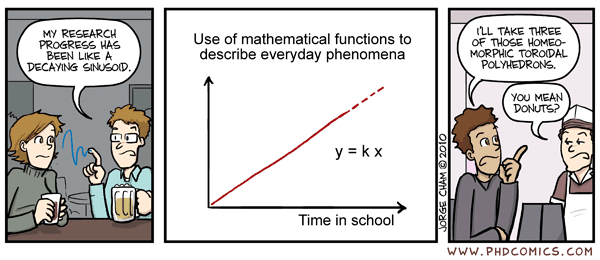 MY RESEARCH
PROGRESS HAS
BEEN LIKE A
DECAYING SINUSOID.
Use of mathematical functions to
describe everyday phenomena
y = k x
Time in school
JORGE CHAM © 2010
I'LL TAKE THREE
OF THOSE HOMEO-
MORPHIC TOROIDAL
POLYHEDRONS.
YOU MEAN
DONUTS?
WWW.PHDCOMICS.COM